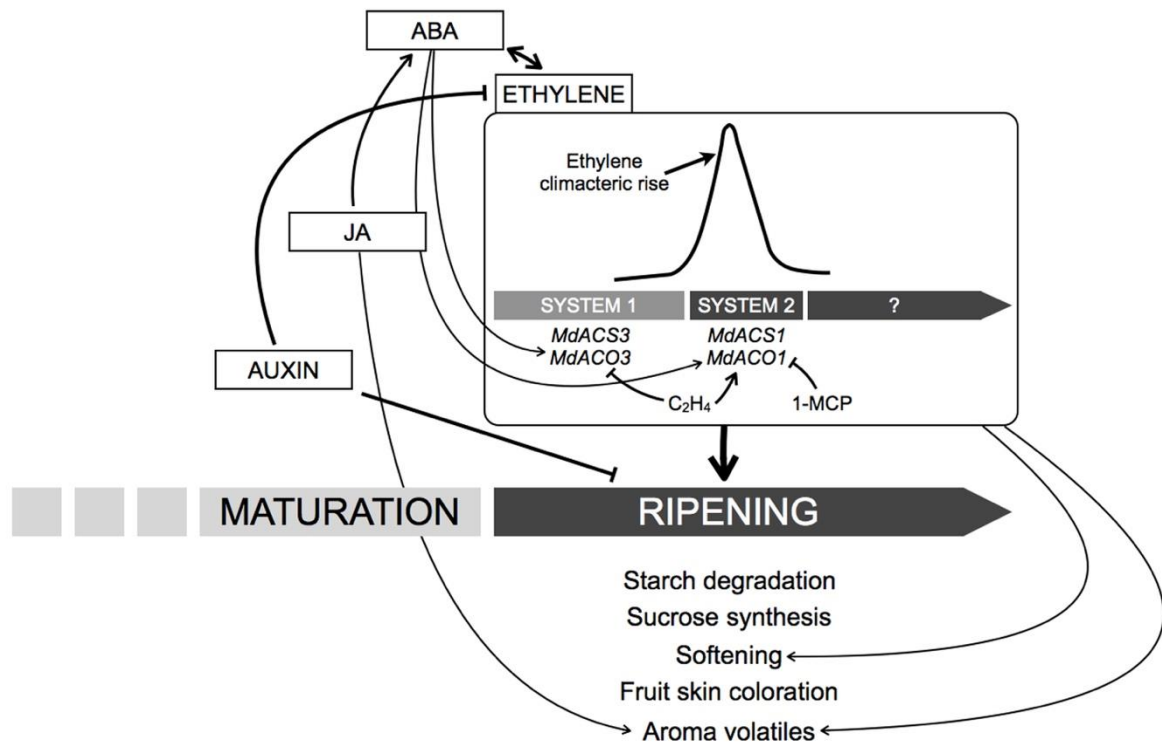 ABA
ETHYLENE
Ethylene
climacteric rise
JA
SYSTEM 1
SYSTEM 2
?
MdACS3
MdACS1
MdACO3
MdACO1
AUXIN
C₂H₄
1-MCP
MATURATION
RIPENING
Starch degradation
Sucrose synthesis
Softening
Fruit skin coloration
Aroma volatiles